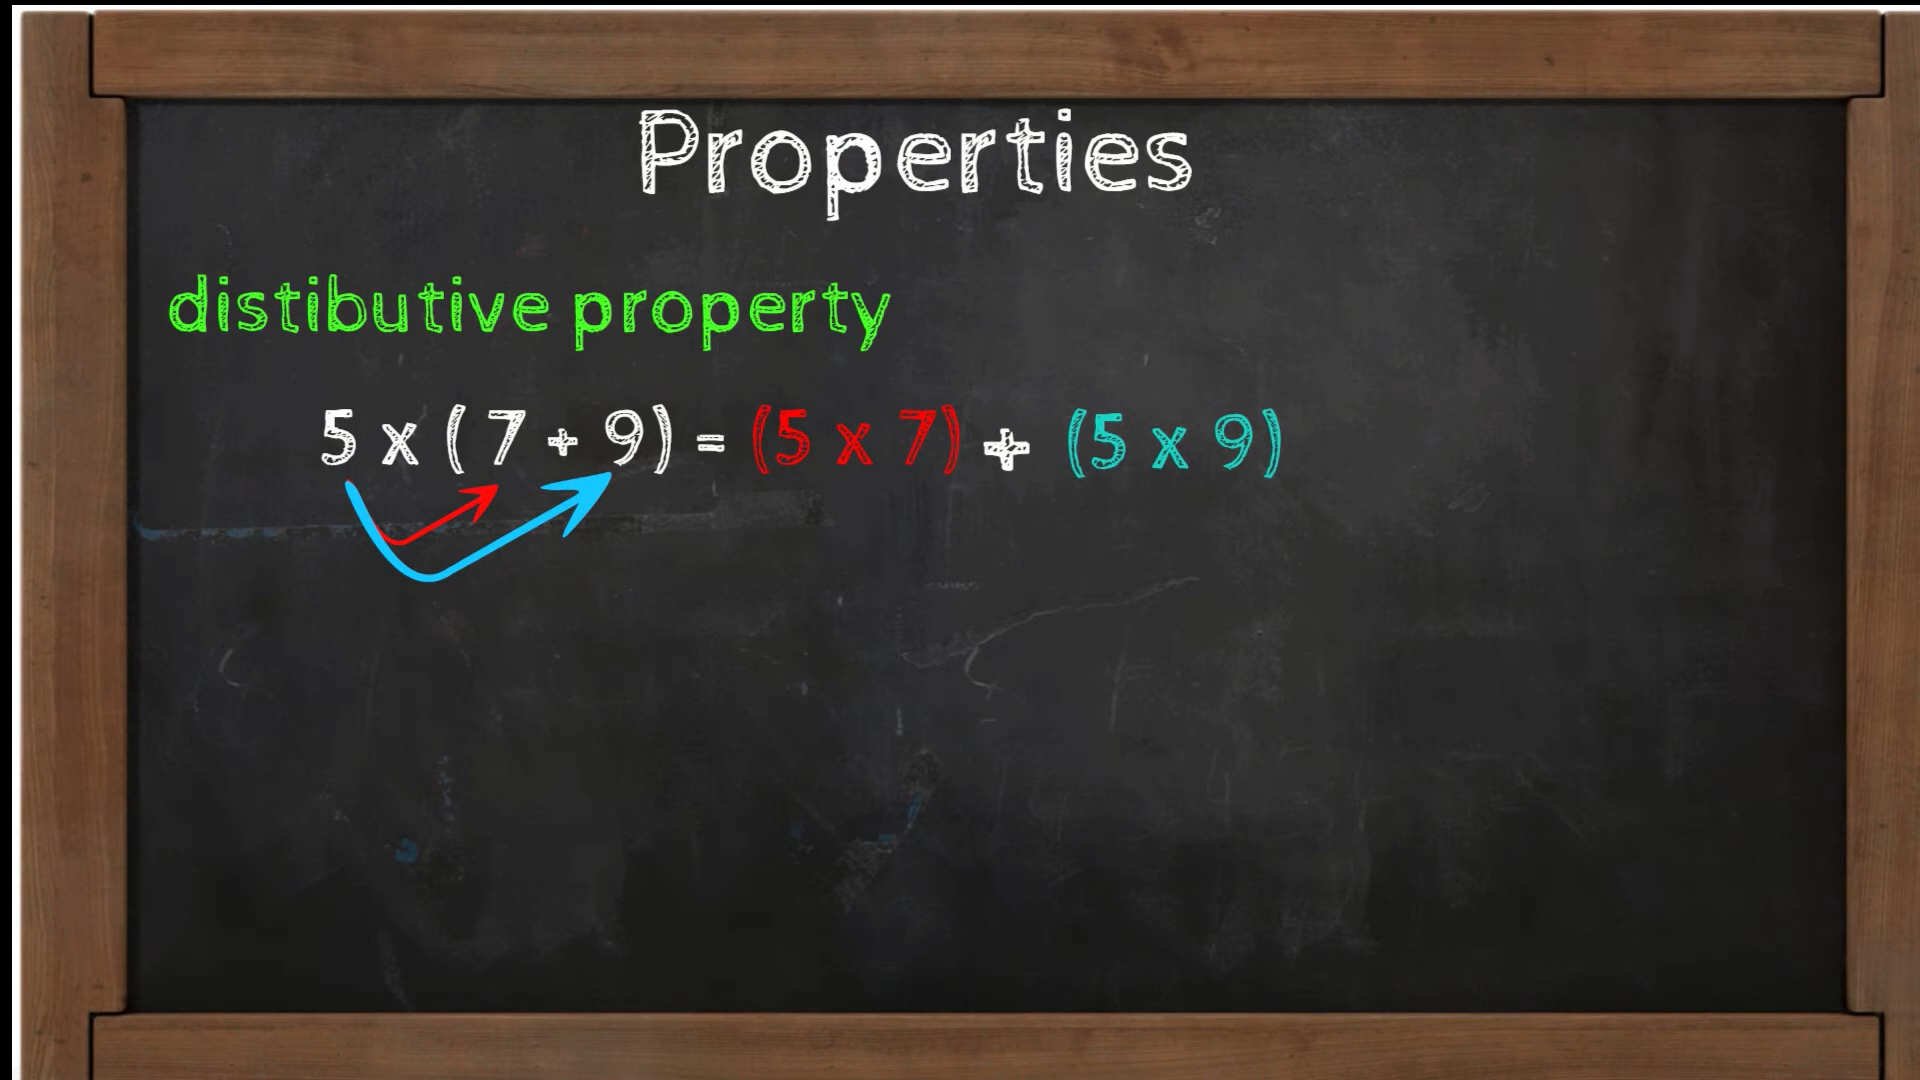 Properties
distibutive property
5 x ( 7 + 9) = (5 x 7) + (5 x 9)